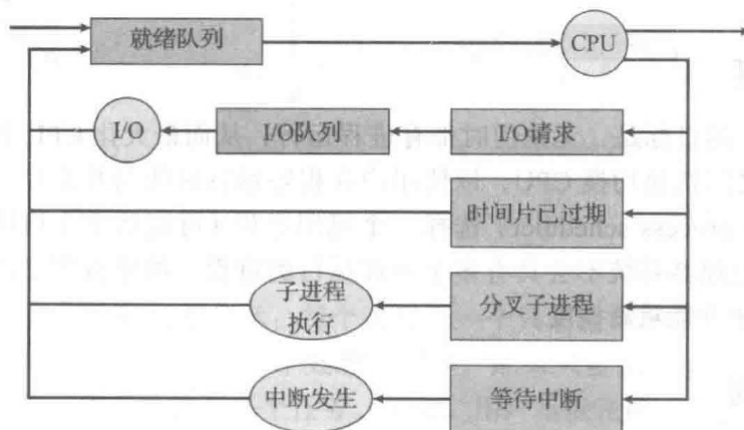 就绪队列
CPU
I/O
I/O队列
I/O请求
时间片已过期
子进程
执行
分叉子进程
中断发生
等待中断